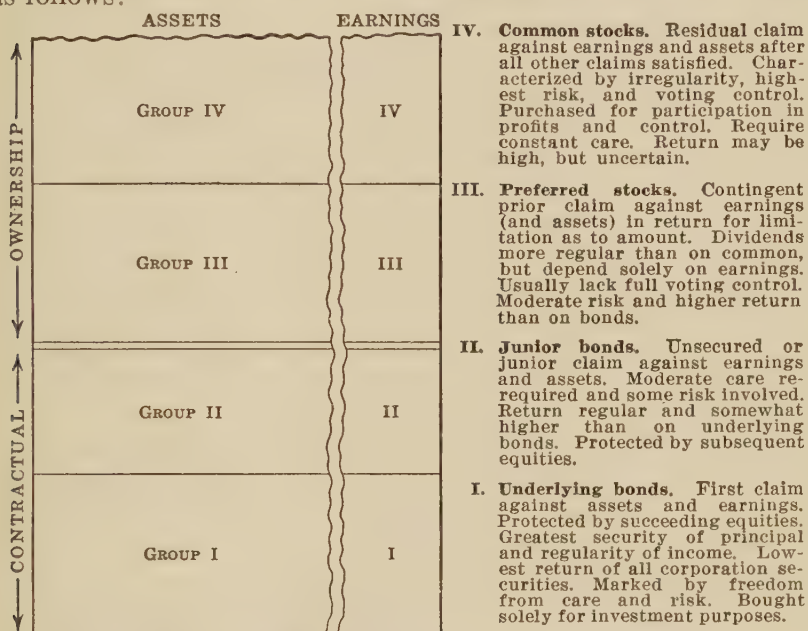 ASSETS EARNINGS
OWNERSHIP
CONTRACTUAL
GROUP IV IV
GROUP III III
GROUP II II
GROUP I I
IV. Common stocks. Residual claim
against earnings and assets after
all other claims satisfied. Char-
acterized by irregularity, high-
est risk, and voting control.
Purchased for participation in
profits and control. Require
constant care. Return may be
high, but uncertain.
III. Preferred stocks. Contingent
prior claim against earnings
(and assets) in return for limi-
tation as to amount. Dividends
more regular than on common,
but depend solely on earnings.
Usually lack full voting control.
Moderate risk and higher return
than on bonds.
II. Junior bonds. Unsecured or
junior claim against earnings
and assets. Moderate care re-
required and some risk involved.
Return regular and somewhat
higher than on underlying
bonds. Protected by subsequent
equities.
I. Underlying bonds. First claim
against assets and earnings.
Protected by succeeding equities.
Greatest security of principal
and regularity of income. Low-
est return of all corporation se-
curities. Marked by freedom
from care and risk. Bought
solely for investment purposes.